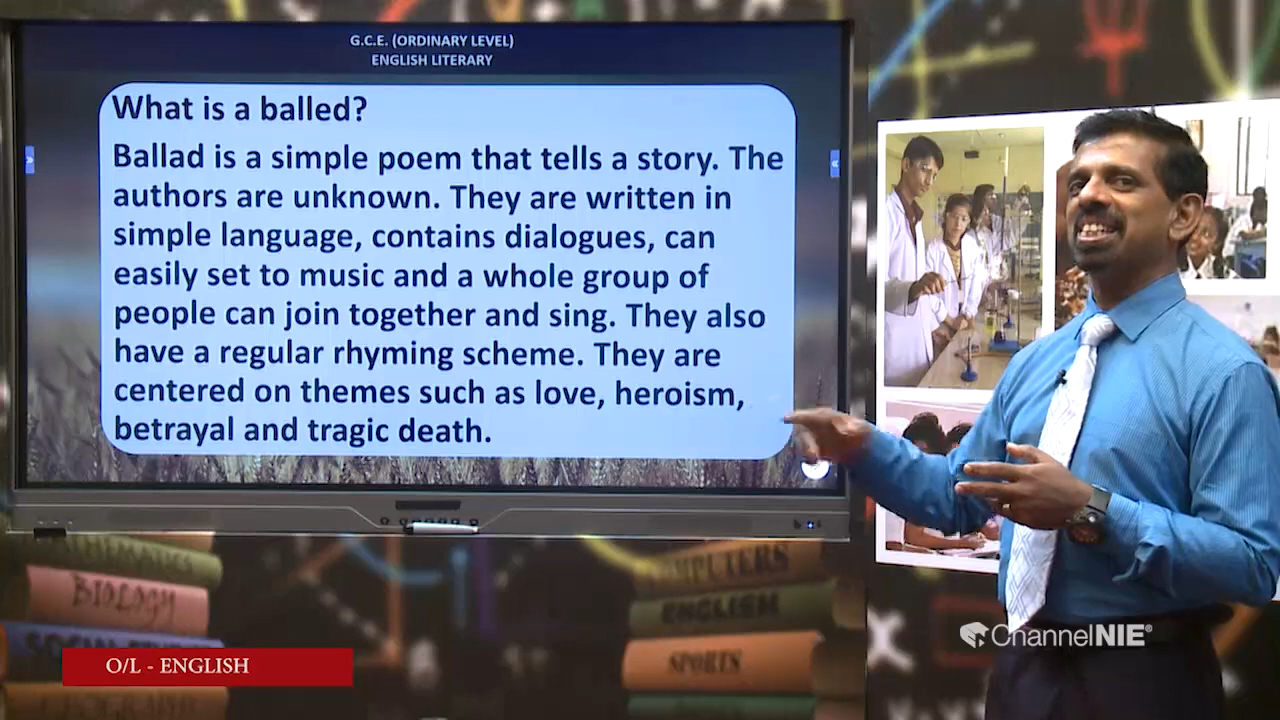 G.C.E. (ORDINARY LEVEL)
ENGLISH LITERARY
What is a balled?
Ballad is a simple poem that tells a story. The
authors are unknown. They are written in
simple language, contains dialogues, can
easily set to music and a whole group of
people can join together and sing. They also
have a regular rhyming scheme. They are
centered on themes such as love, heroism,
betrayal and tragic death.
MATHEMATICS
BIOLOGY
COMPUTERS
ENGLISH
SPORTS
O/L - ENGLISH
ChannelNIE®